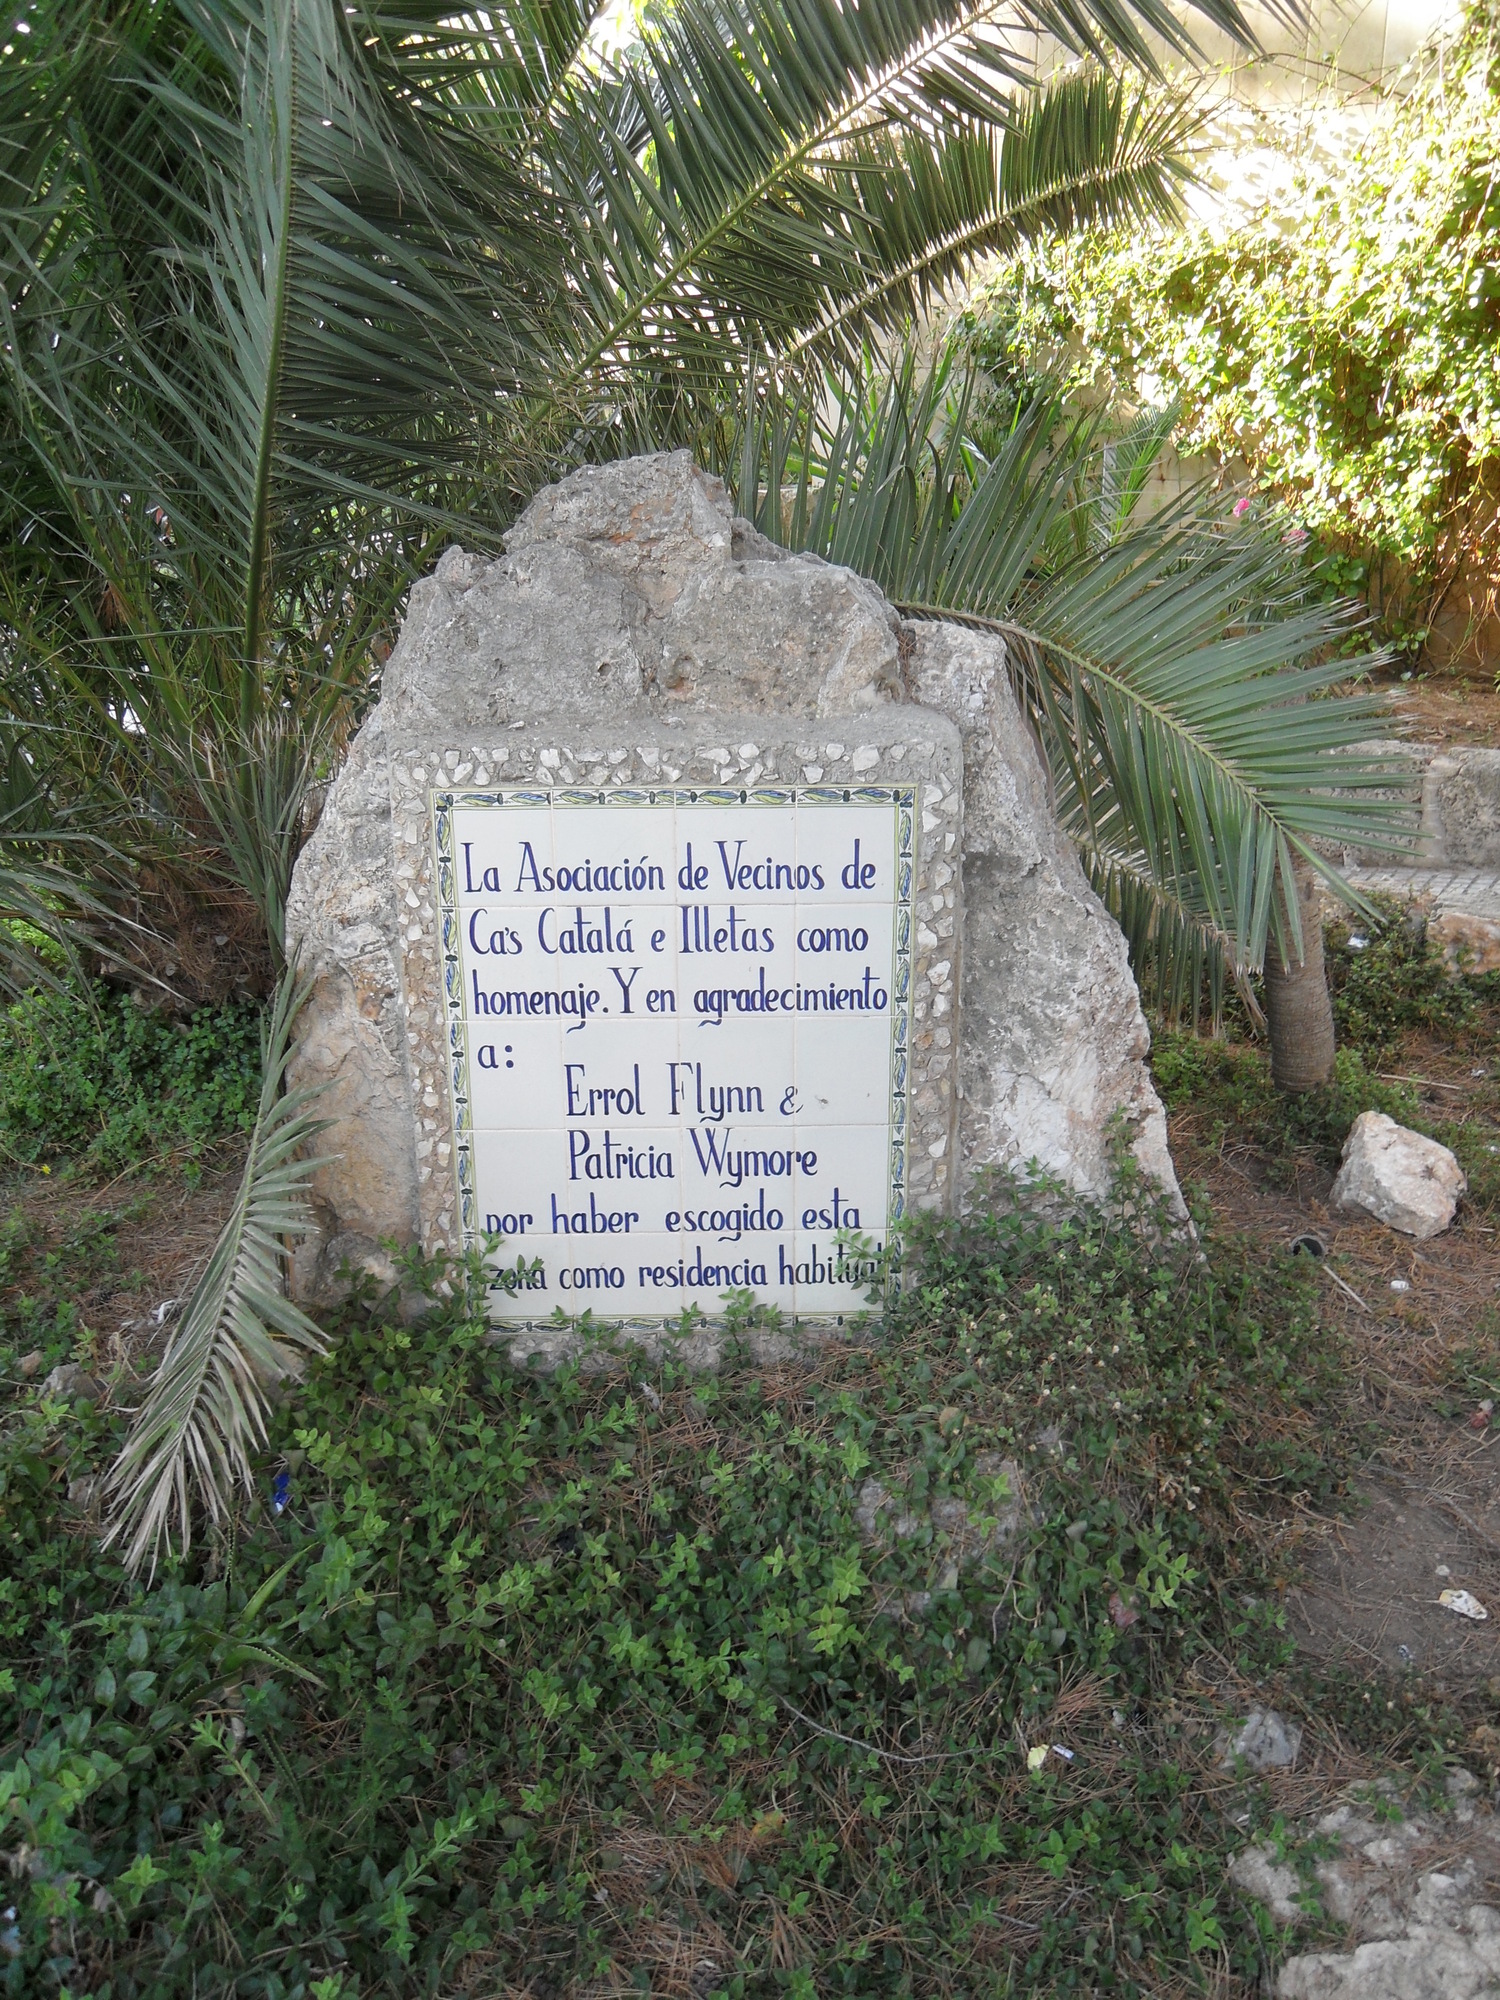 La Asociación de Vecinos de
Ca's Catalá e Illetas como
homenaje. Y en agradecimiento
a:
Errol Flynn &
Patricia Wymore
por haber escogido esta
zona como residencia habitual